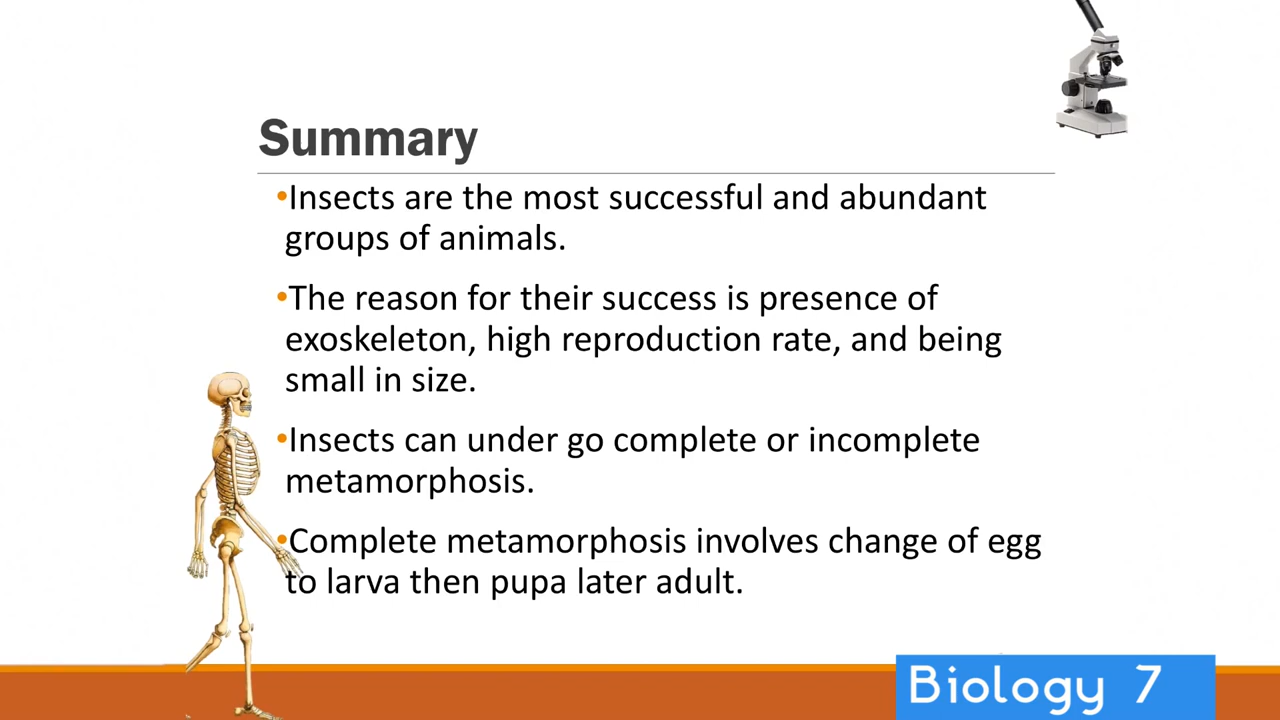 Summary
•Insects are the most successful and abundant
groups of animals.
•The reason for their success is presence of
exoskeleton, high reproduction rate, and being
small in size.
•Insects can under go complete or incomplete
metamorphosis.
•Complete metamorphosis involves change of egg
to larva then pupa later adult.
Biology 7